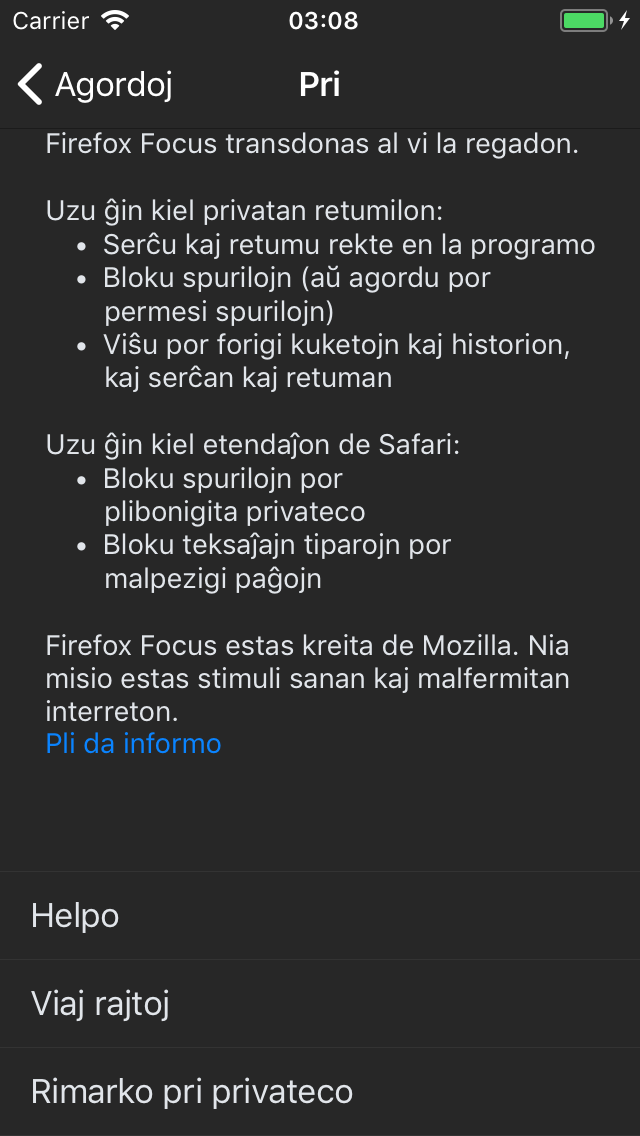 Carrier 03:08
Agordoj Pri
Firefox Focus transdonas al vi la regadon.
Uzu ĝin kiel privatan retumilon:
• Serĉu kaj retumu rekte en la programo
• Bloku spurilojn (aŭ agordu por
permesi spurilojn)
• Viŝu por forigi kuketojn kaj historion,
kaj serĉan kaj retuman
Uzu ĝin kiel etendaĵon de Safari:
• Bloku spurilojn por
plibonigita privateco
• Bloku teksaĵajn tiparojn por
malpezigi paĝojn
Firefox Focus estas kreita de Mozilla. Nia
misio estas stimuli sanan kaj malfermitan
interreton.
Pli da informo
Helpo
Viaj rajtoj
Rimarko pri privateco